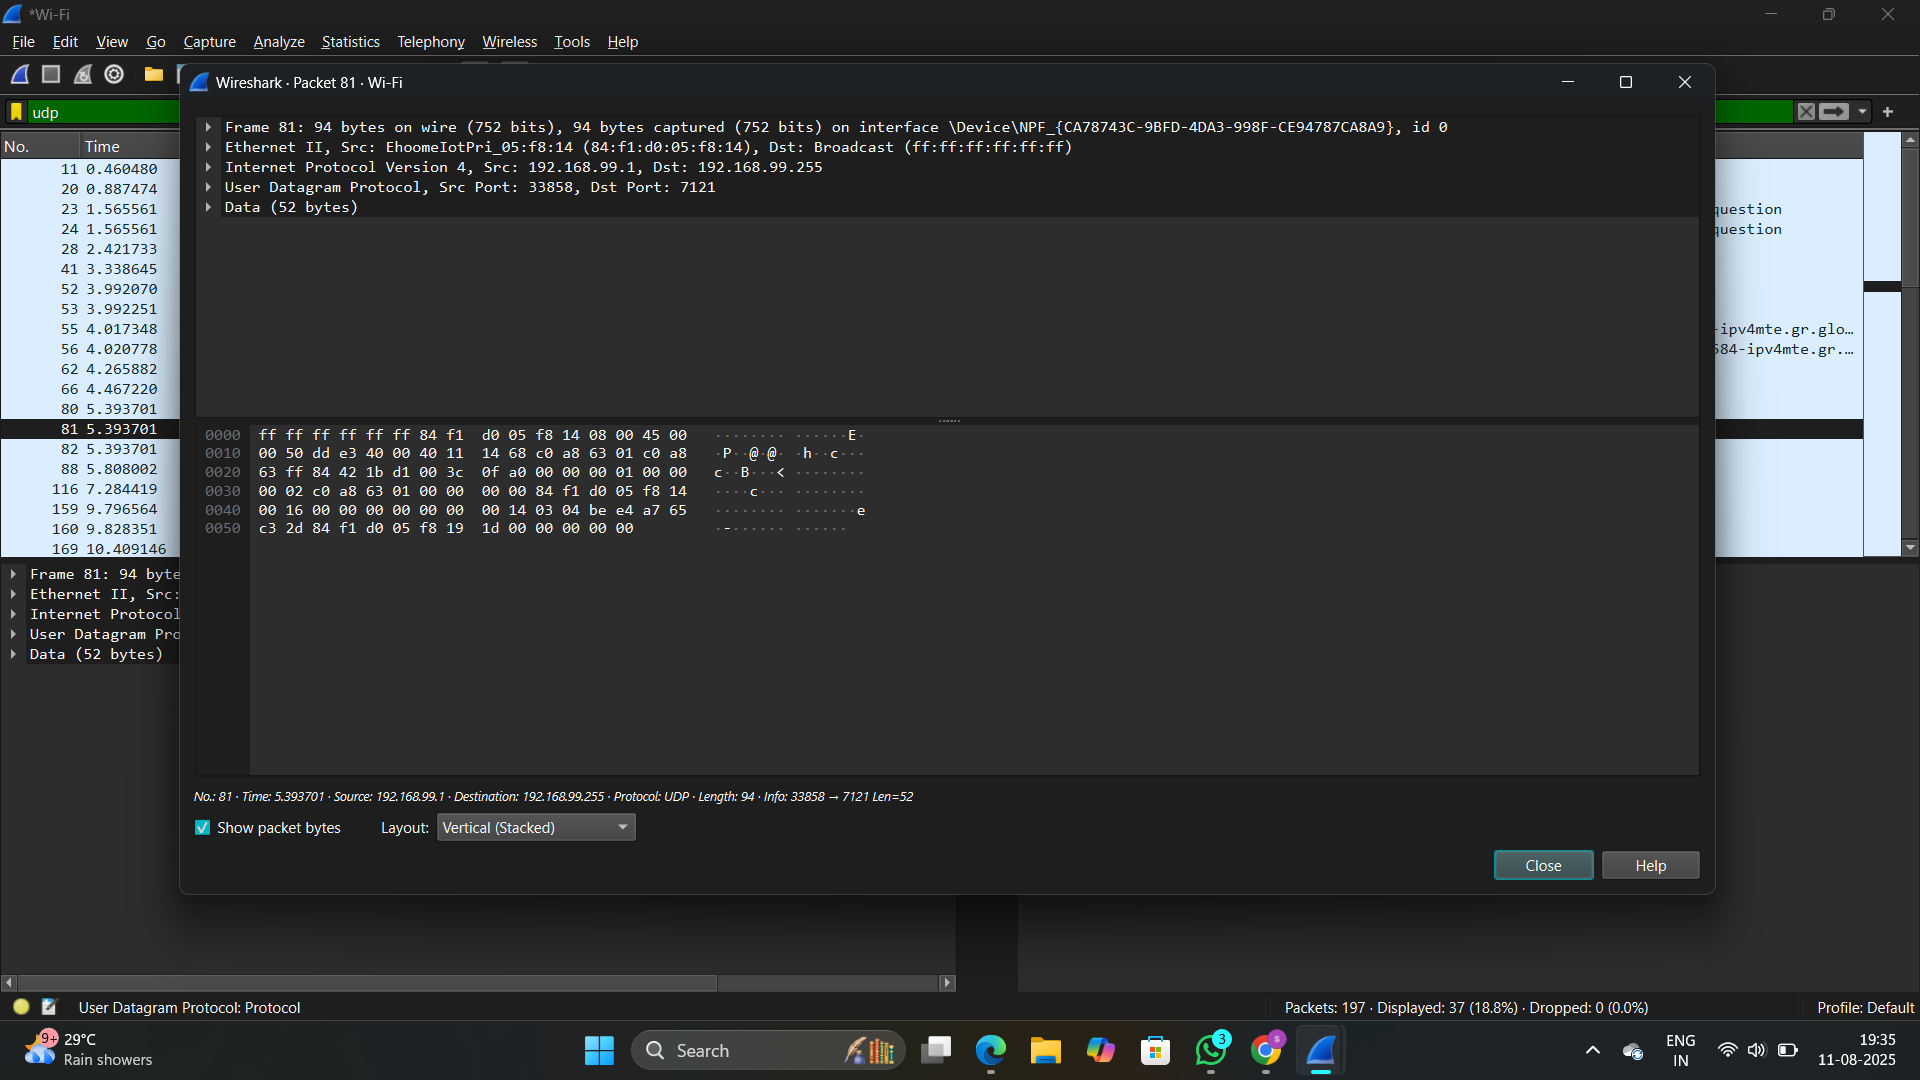 *Wi-Fi
File Edit View Go Capture Analyze Statistics Telephony Wireless Tools Help
udp
No. Time
11 0.460480
20 0.887474
23 1.565561
24 1.565561
28 2.421733
41 3.338645
52 3.992070
53 3.992251
55 4.017348
56 4.020778
62 4.265882
66 4.467220
80 5.393701
81 5.393701
82 5.393701
88 5.808002
116 7.284419
159 9.796564
160 9.828351
169 10.409146
question
question
-ipv4mte.gr.glo…
584-ipv4mte.gr.…
Wireshark · Packet 81 · Wi-Fi
Frame 81: 94 bytes on wire (752 bits), 94 bytes captured (752 bits) on interface \Device\NPF_{CA78743C-9BFD-4DA3-998F-CE94787CA8A9}, id 0
Ethernet II, Src: EhoomeIotPri_05:f8:14 (84:f1:d0:05:f8:14), Dst: Broadcast (ff:ff:ff:ff:ff:ff)
Internet Protocol Version 4, Src: 192.168.99.1, Dst: 192.168.99.255
User Datagram Protocol, Src Port: 33858, Dst Port: 7121
Data (52 bytes)
0000 ff ff ff ff ff ff 84 f1 d0 05 f8 14 08 00 45 00 ········ ······E·
0010 00 50 dd e3 40 00 40 11 14 68 c0 a8 63 01 c0 a8 ·P··@·@· ·h··c···
0020 63 ff 84 42 1b d1 00 3c 0f a0 00 00 00 01 00 00 c··B···< ········
0030 00 02 c0 a8 63 01 00 00 00 00 84 f1 d0 05 f8 14 ····c··· ········
0040 00 16 00 00 00 00 00 00 00 14 03 04 be e4 a7 65 ········ ·······e
0050 c3 2d 84 f1 d0 05 f8 19 1d 00 00 00 00 00 ·-······ ······
No.: 81 · Time: 5.393701 · Source: 192.168.99.1 · Destination: 192.168.99.255 · Protocol: UDP · Length: 94 · Info: 33858 → 7121 Len=52
Show packet bytes Layout: Vertical (Stacked)
Close Help
Frame 81: 94 byte
Ethernet II, Src:
Internet Protocol
User Datagram Pro
Data (52 bytes)
User Datagram Protocol: Protocol
Packets: 197 · Displayed: 37 (18.8%) · Dropped: 0 (0.0%)
Profile: Default
9+
29°C
Rain showers
Search
3
s
ENG
IN
19:35
11-08-2025